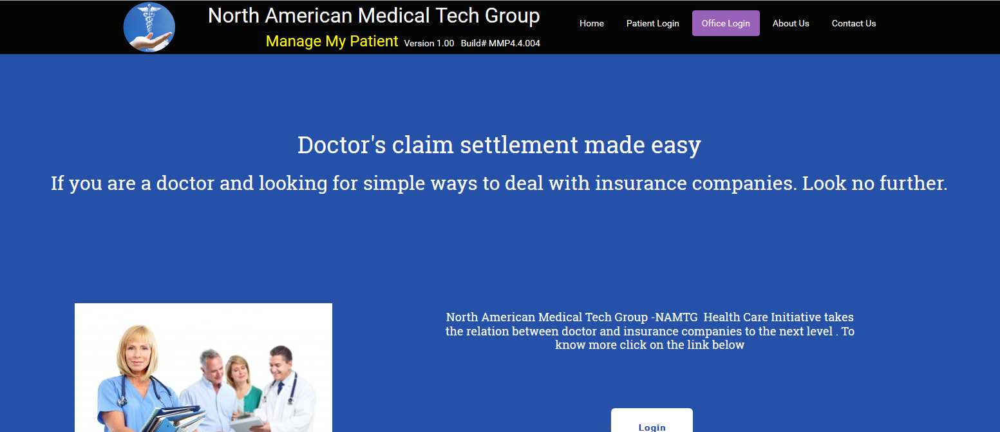 North American Medical Tech Group
Manage My Patient Version 1.00 Build# MMP4.4.004
Home Patient Login Office Login About Us Contact Us
Doctor's claim settlement made easy
If you are a doctor and looking for simple ways to deal with insurance companies. Look no further.
North American Medical Tech Group -NAMTG Health Care Initiative takes
the relation between doctor and insurance companies to the next level . To
know more click on the link below
Login